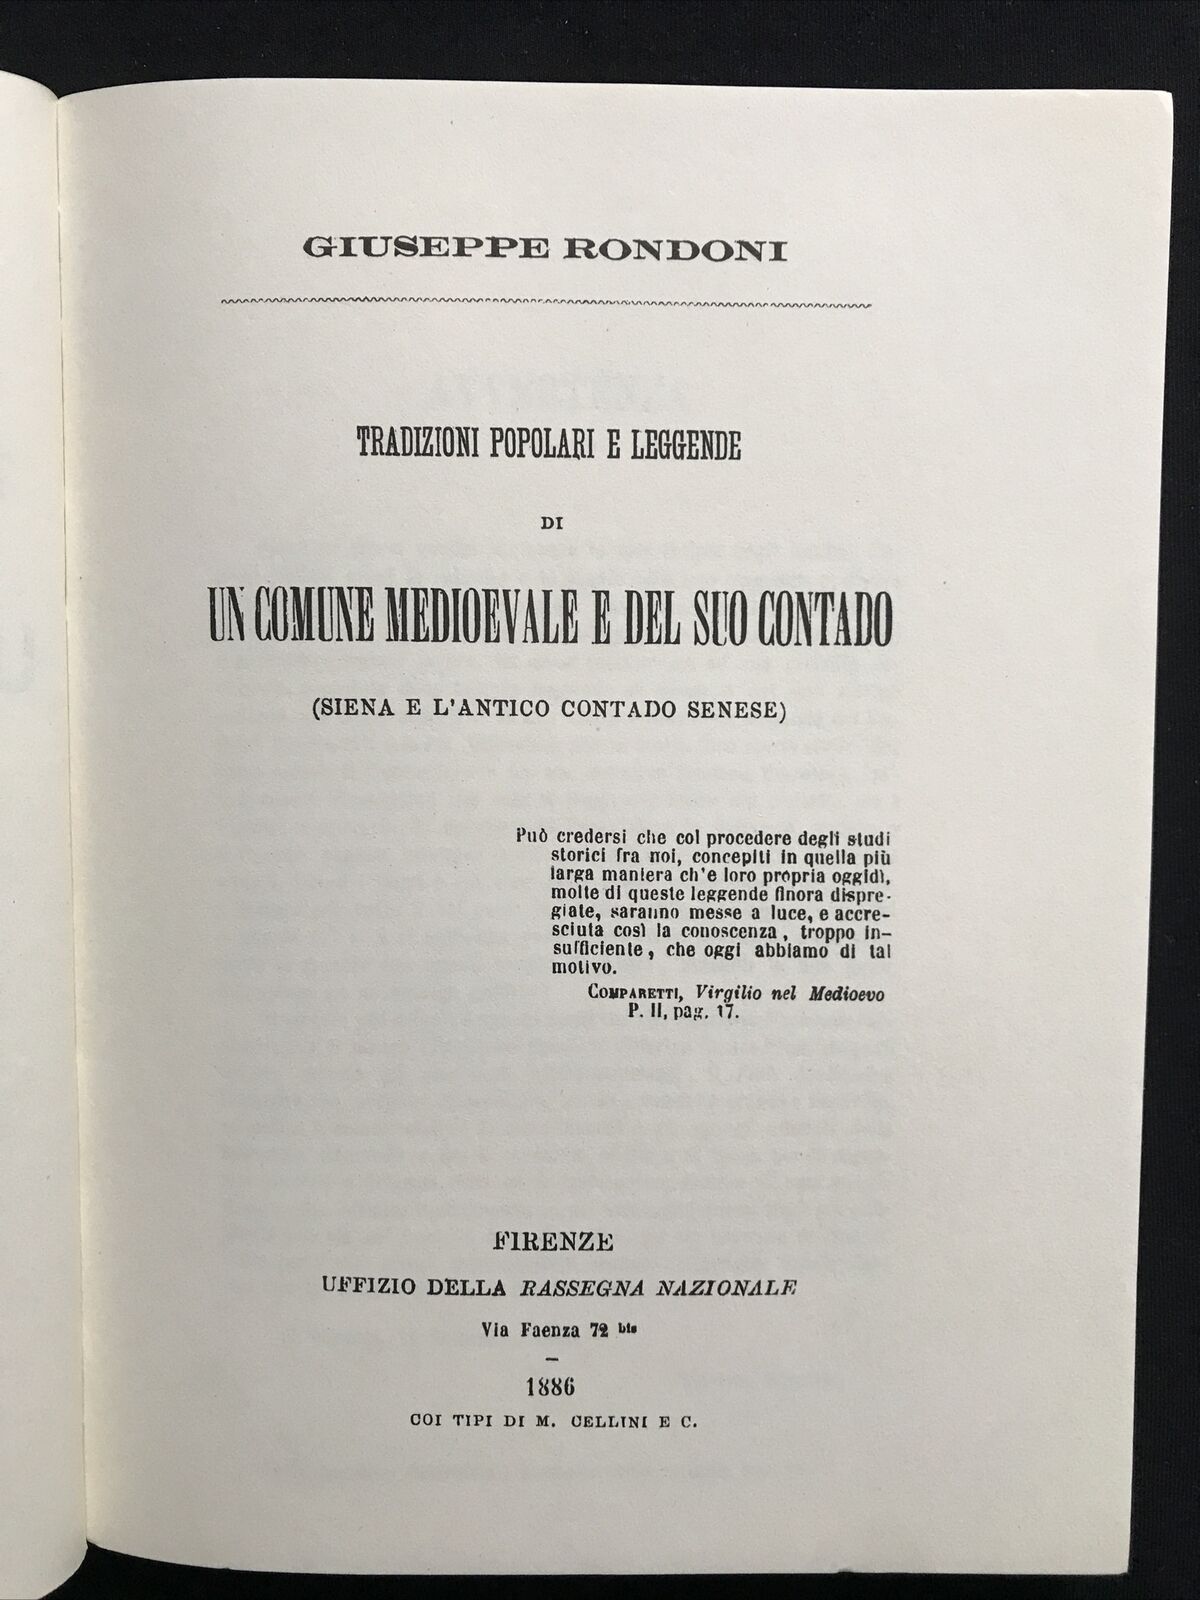 GIUSEPPE RONDONI
TRADIZIONI POPOLARI E LEGGENDE
DI
UN COMUNE MEDIOEVALE E DEL SUO CONTADO
(SIENA E L'ANTICO CONTADO SENESE)
Può credersi che col procedere degli studi
storici fra noi, concepiti in quella più
larga maniera ch'e loro propria oggidì,
molte di queste leggende finora dispre-
giate, saranno messe a luce, e accre-
sciuta così la conoscenza, troppo in-
sufficiente, che oggi abbiamo di tal
motivo.
COMPARETTI, Virgilio nel Medioevo
P. II, pag. 17.
FIRENZE
UFFIZIO DELLA RASSEGNA NAZIONALE
Via Faenza 72 bis
—
1886
COI TIPI DI M. CELLINI E C.